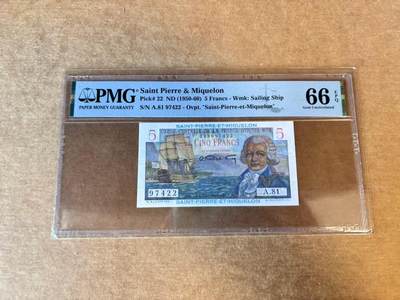 PMG
PAPER MONEY GUARANTY
Saint Pierre & Miquelon
Pick# 22 ND (1950-60) 5 Francs - Wmk: Sailing Ship
S/N A.81 97422 - Ovpt. "Saint-Pierre-et-Miquelon"
66 EPQ
Gem Uncirculated
SAINT-PIERRE-ET-MIQUELON
5
5
CINQ FRANCS
97422
A.81
SAINT-PIERRE-ET-MIQUELON